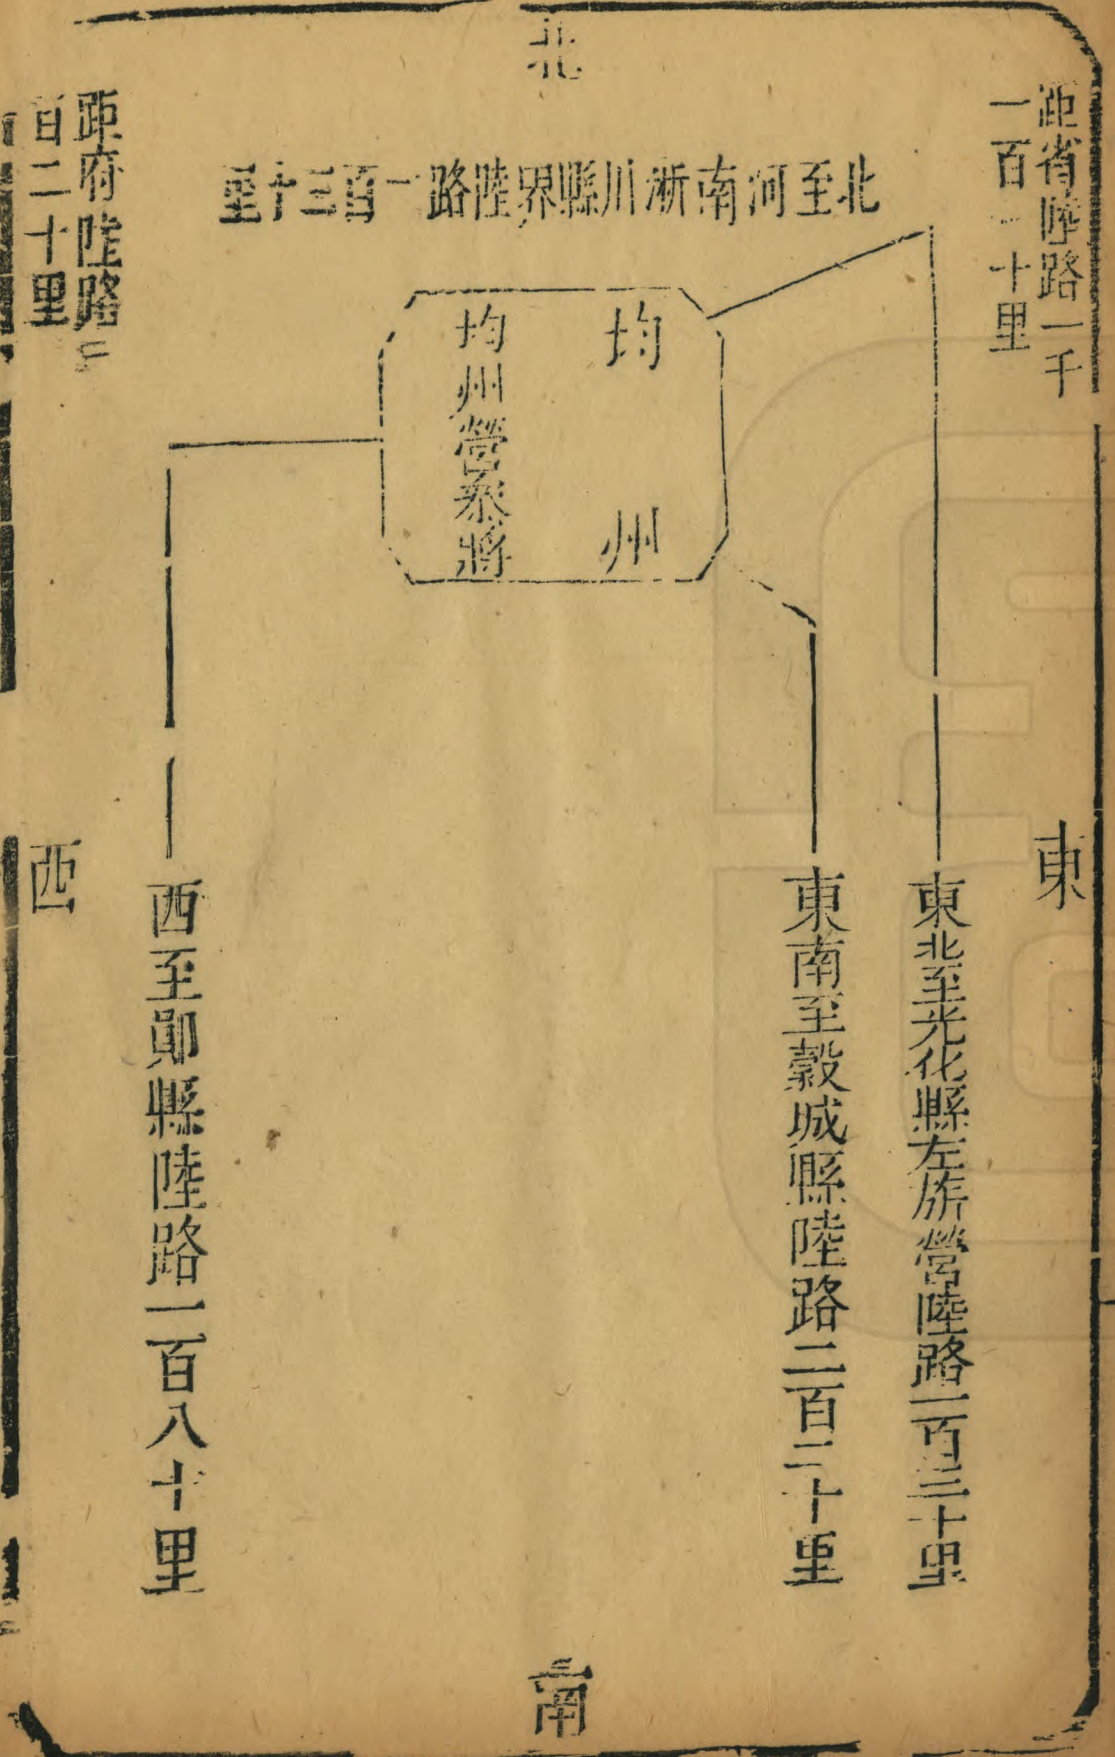 北
距省陸路一千
一百一十里
北至河南淅川縣界陸路一百三十里
均州
均州營叅將
東
東北至光化縣左旂營陸路一百三十里
東南至穀城縣陸路二百二十里
西至鄖縣陸路一百八十里
距府陸路二
百二十里
西
南